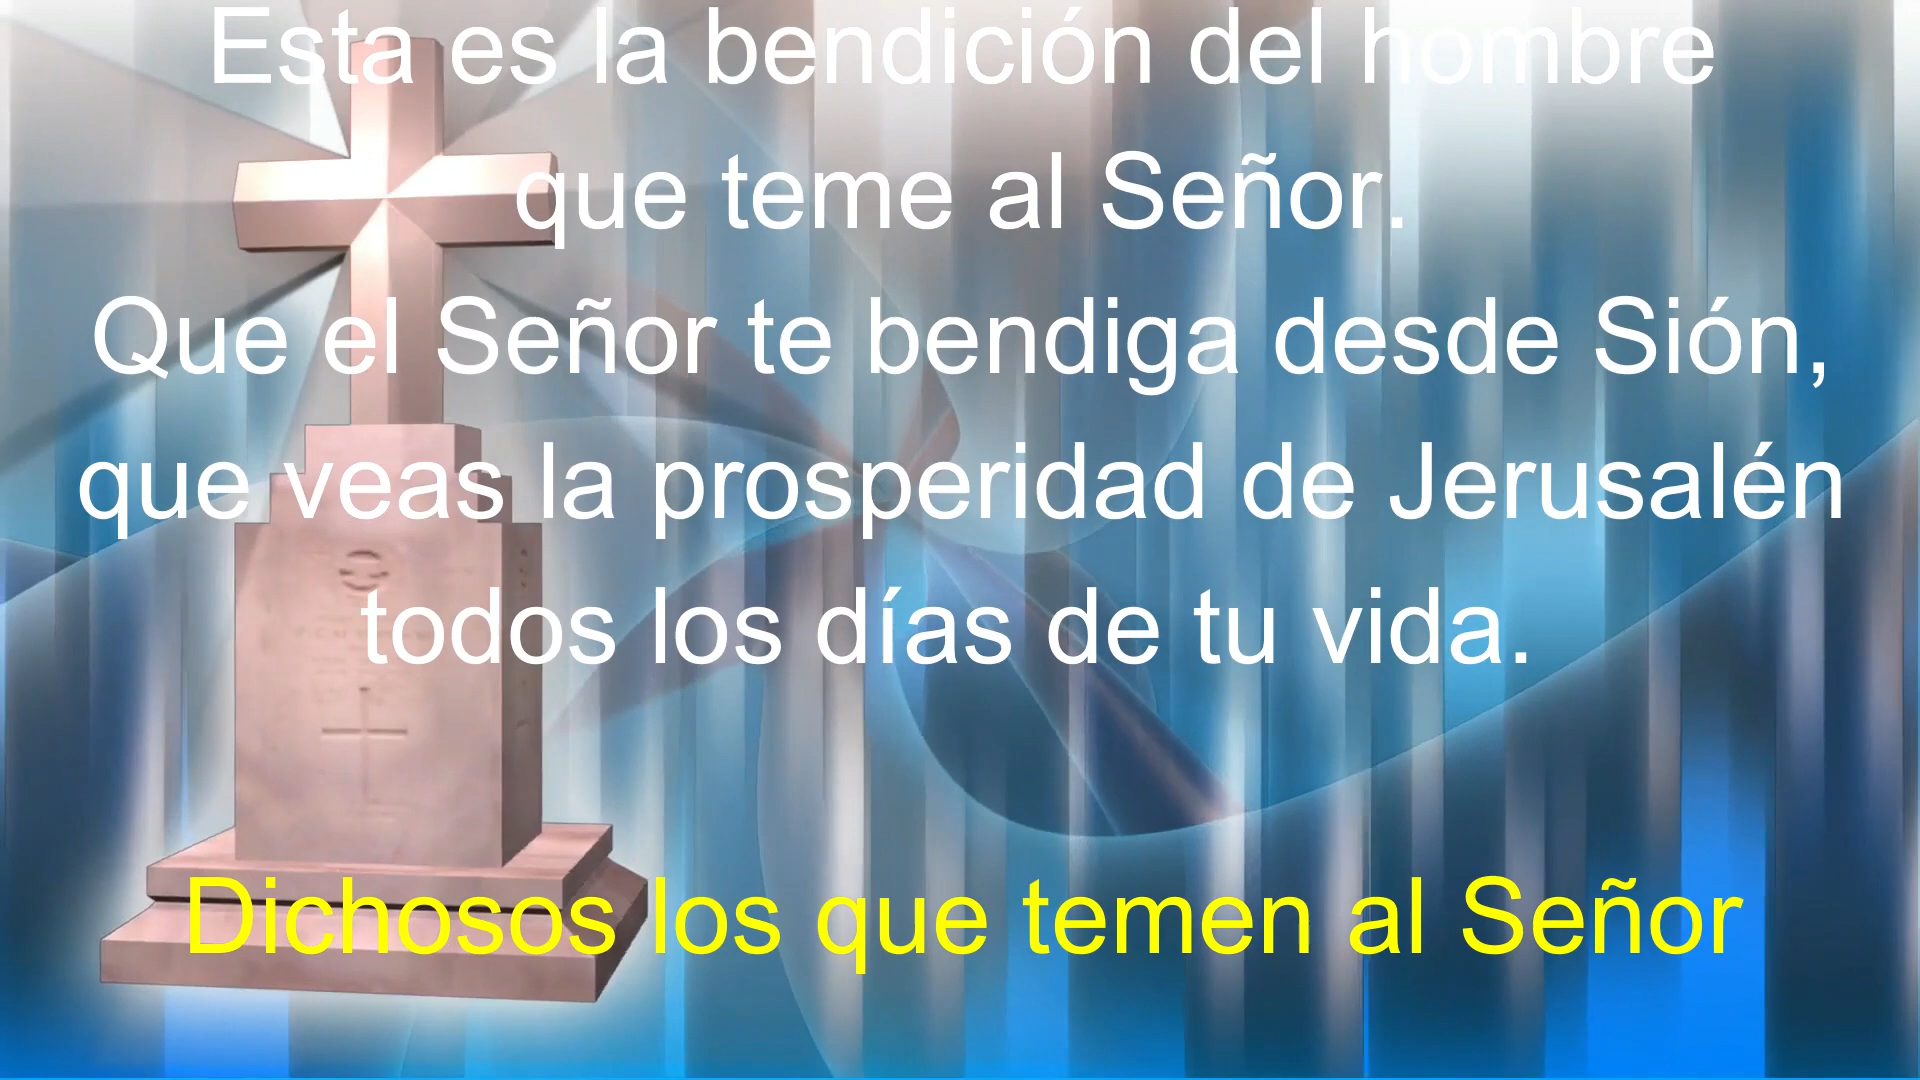 Esta es la bendición del hombre
que teme al Señor.
Que el Señor te bendiga desde Sión,
que veas la prosperidad de Jerusalén
todos los días de tu vida.
Dichosos los que temen al Señor